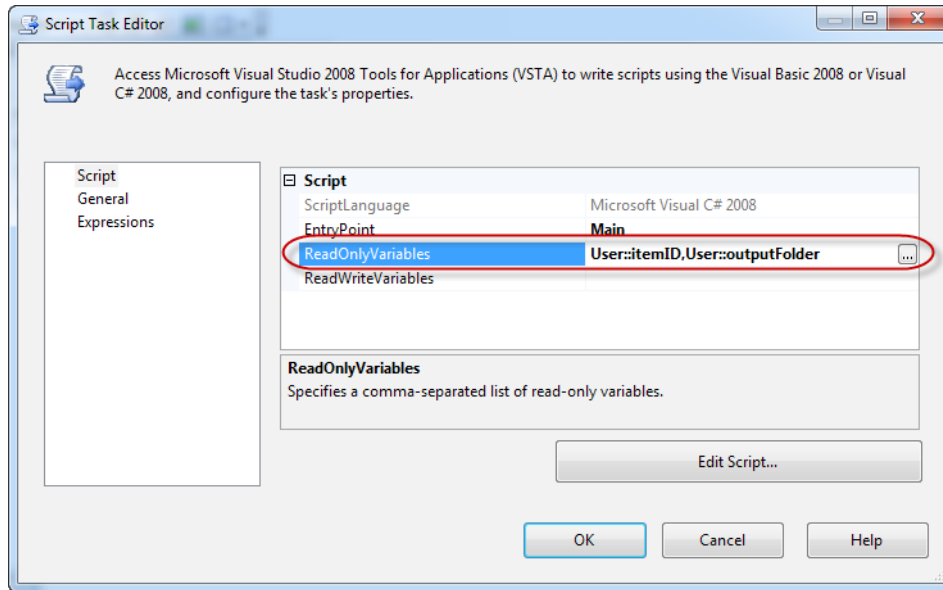 Script Task Editor
Access Microsoft Visual Studio 2008 Tools for Applications (VSTA) to write scripts using the Visual Basic 2008 or Visual
C# 2008, and configure the task's properties.
Script
General
Expressions
Script
ScriptLanguage Microsoft Visual C# 2008
EntryPoint Main
ReadOnlyVariables User::itemID,User::outputFolder ...
ReadWriteVariables
ReadOnlyVariables
Specifies a comma-separated list of read-only variables.
Edit Script...
OK Cancel Help